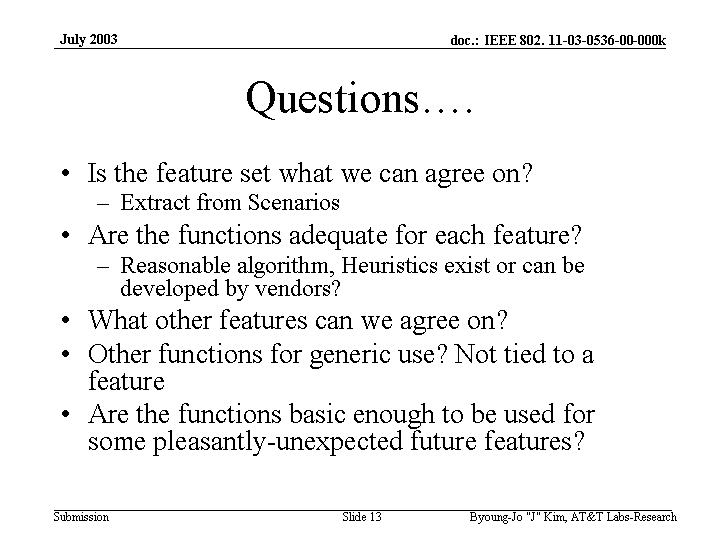 July 2003 doc. : IEEE 802. 11-03-0536-00-000k
Questions….
• Is the feature set what we can agree on?
– Extract from Scenarios
• Are the functions adequate for each feature?
– Reasonable algorithm, Heuristics exist or can be
developed by vendors?
• What other features can we agree on?
• Other functions for generic use? Not tied to a
feature
• Are the functions basic enough to be used for
some pleasantly-unexpected future features?
Submission Slide 13 Byoung-Jo "J" Kim, AT&T Labs-Research